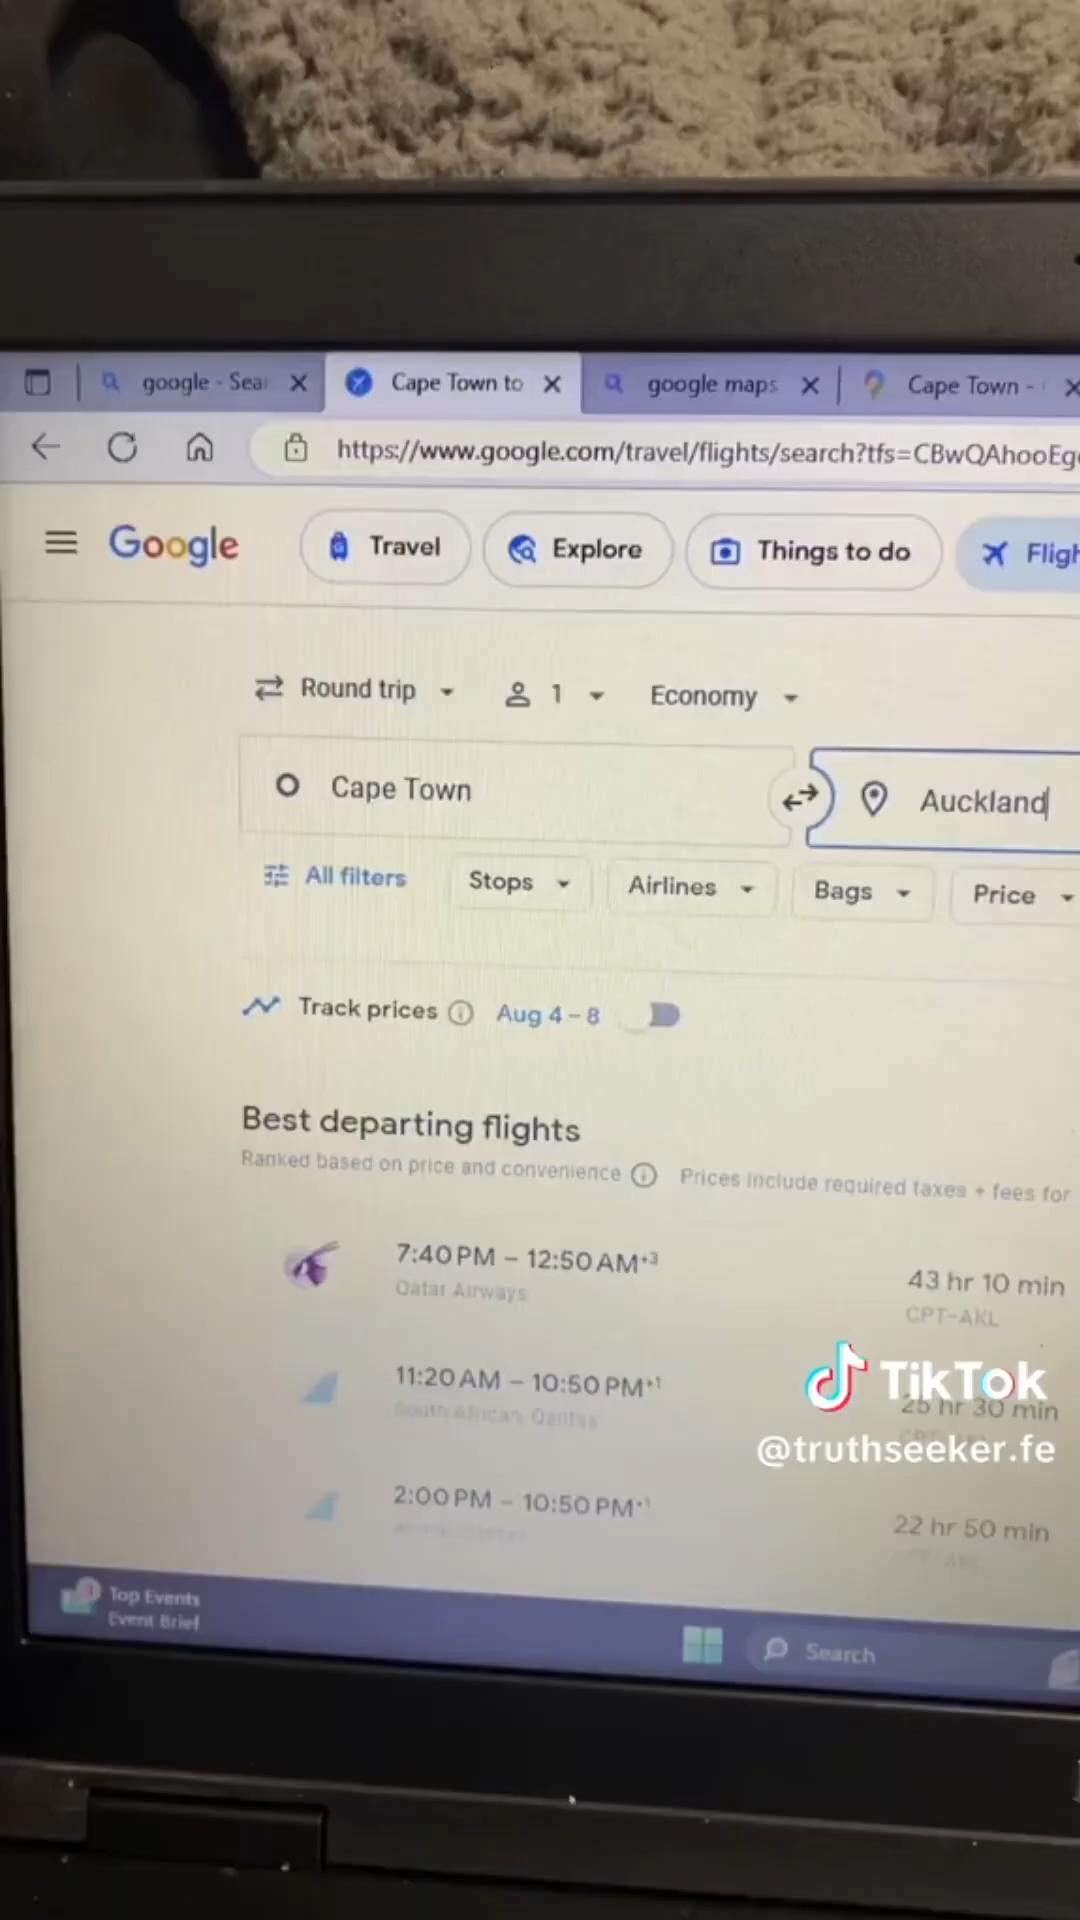 google - Sear
Cape Town to
google maps
Cape Town -
https://www.google.com/travel/flights/search?tfs=CBwQAhooEg
Google
Travel
Explore
Things to do
Fligh
Round trip
1
Economy
Cape Town
Auckland
All filters
Stops
Airlines
Bags
Price
Track prices
Aug 4 – 8
Best departing flights
Ranked based on price and convenience
Prices include required taxes + fees for
7:40 PM – 12:50 AM+3
43 hr 10 min
Qatar Airways
CPT-AKL
11:20 AM – 10:50 PM+1
25 hr 30 min
South African, Qantas
TikTok
@truthseeker.fe
2:00 PM – 10:50 PM+1
22 hr 50 min
Top Events
Event Brief
Search